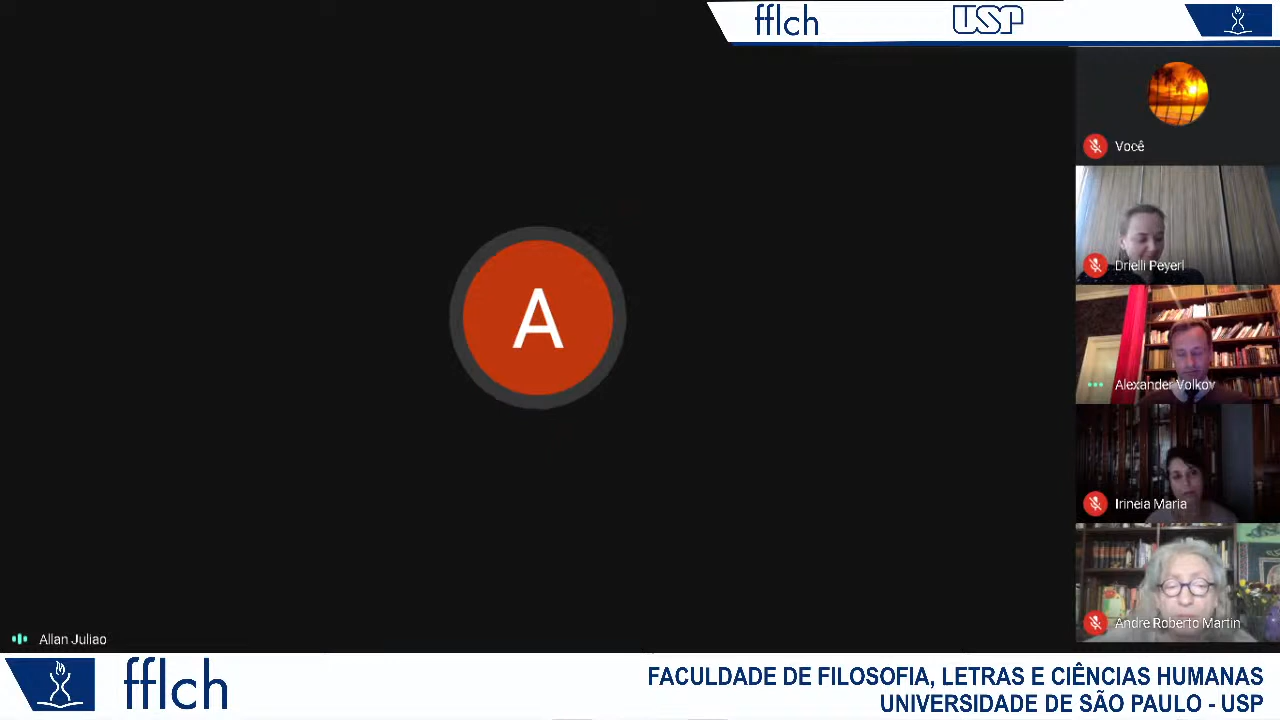 fflch
USP
Você
Drielli Peyerl
Alexander Volkov
Irineia Maria
Andre Roberto Martin
A
Allan Juliao
fflch
FACULDADE DE FILOSOFIA, LETRAS E CIÊNCIAS HUMANAS
UNIVERSIDADE DE SÃO PAULO - USP